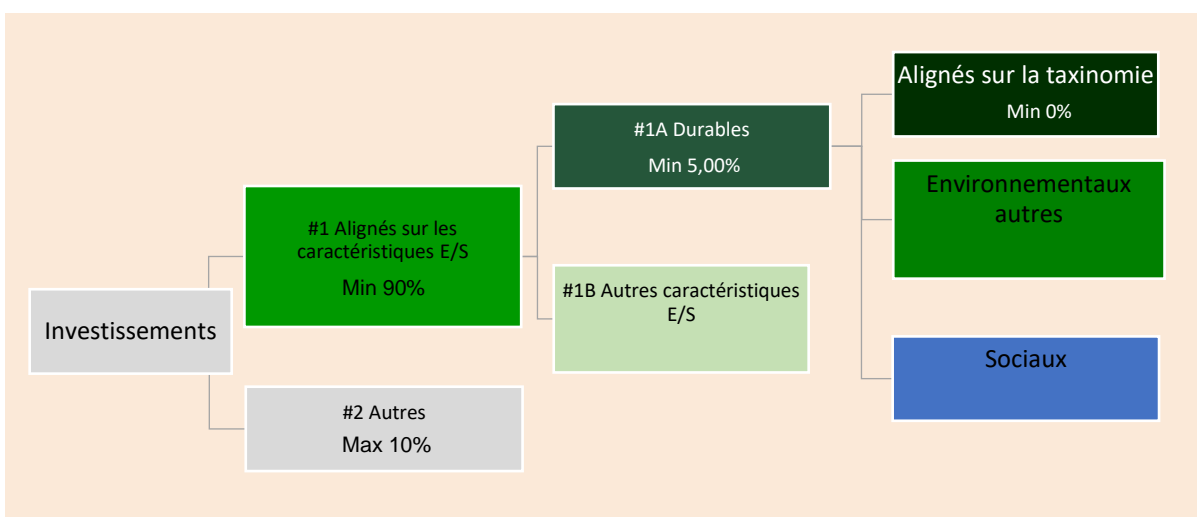 Investissements
#1 Alignés sur les
caractéristiques E/S
Min 90%
#2 Autres
Max 10%
#1A Durables
Min 5,00%
#1B Autres caractéristiques
E/S
Alignés sur la taxinomie
Min 0%
Environnementaux
autres
Sociaux